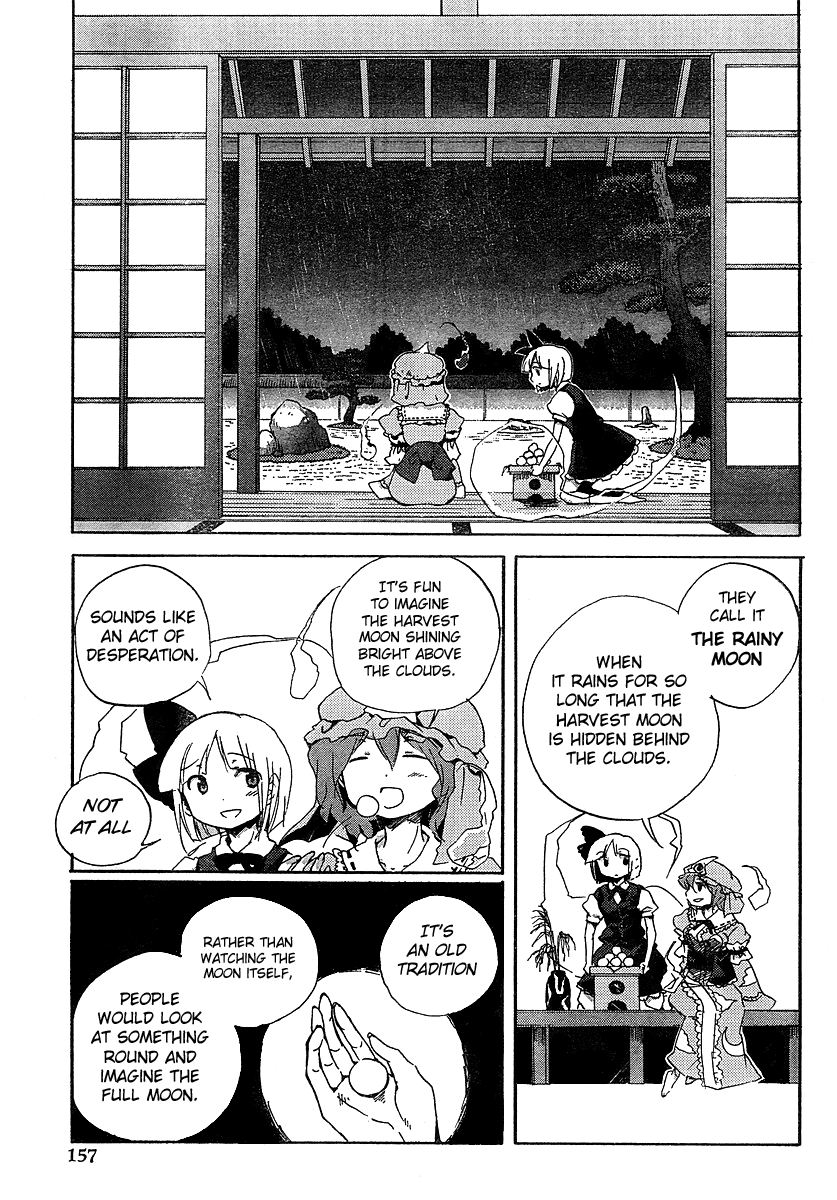 THEY
CALL IT
THE RAINY
MOON
WHEN
IT RAINS FOR SO
LONG THAT THE
HARVEST MOON
IS HIDDEN BEHIND
THE CLOUDS.
IT'S FUN
TO IMAGINE
THE HARVEST
MOON SHINING
BRIGHT ABOVE
THE CLOUDS.
SOUNDS LIKE
AN ACT OF
DESPERATION.
NOT
AT ALL
IT'S
AN OLD
TRADITION
RATHER THAN
WATCHING THE
MOON ITSELF,
PEOPLE
WOULD LOOK
AT SOMETHING
ROUND AND
IMAGINE THE
FULL MOON.
157